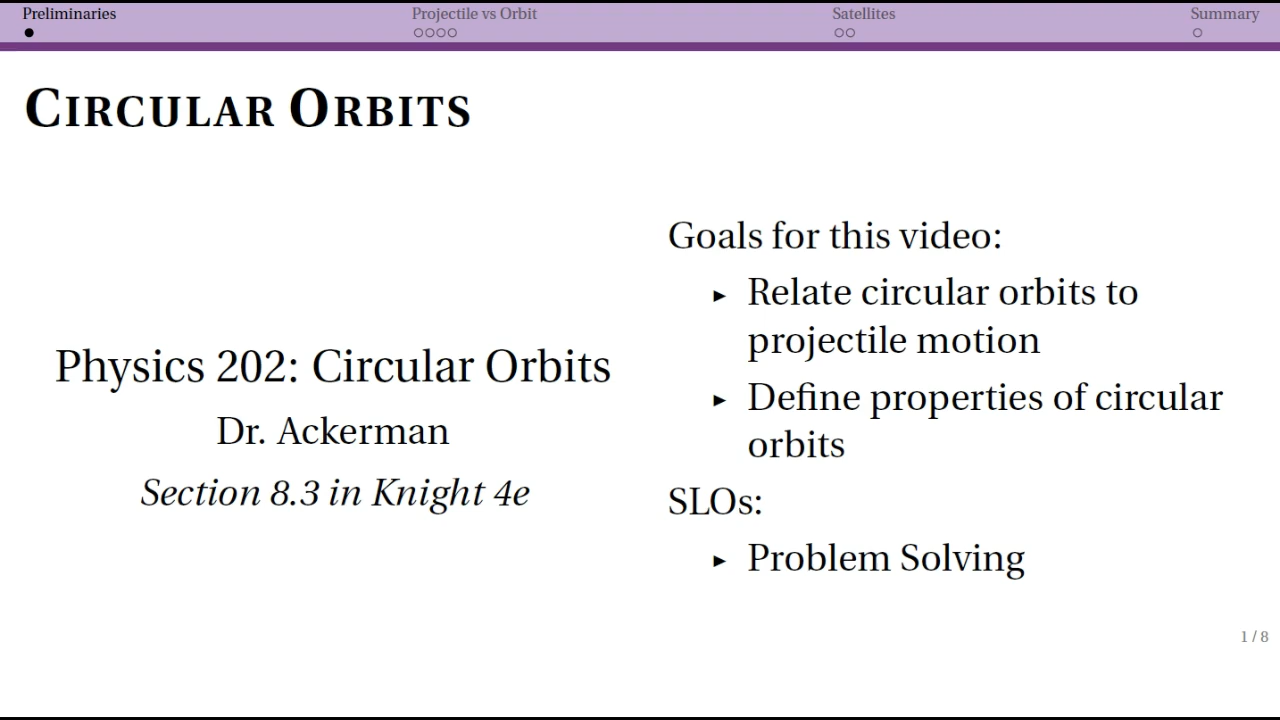 Preliminaries
Projectile vs Orbit
Satellites
Summary
CIRCULAR ORBITS
Physics 202: Circular Orbits
Dr. Ackerman
Section 8.3 in Knight 4e
Goals for this video:
Relate circular orbits to
projectile motion
Define properties of circular
orbits
SLOs:
Problem Solving
1 / 8